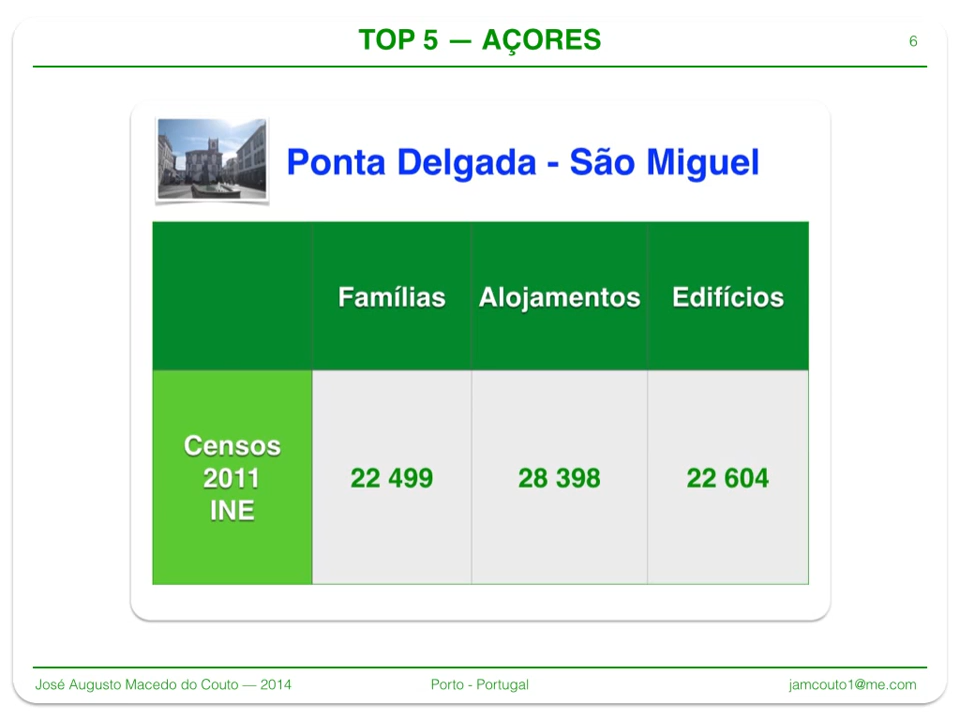 TOP 5 — AÇORES
6
Ponta Delgada - São Miguel
Famílias Alojamentos Edifícios
Censos
2011
INE
22 499 28 398 22 604
José Augusto Macedo do Couto — 2014 Porto - Portugal jamcouto1@me.com